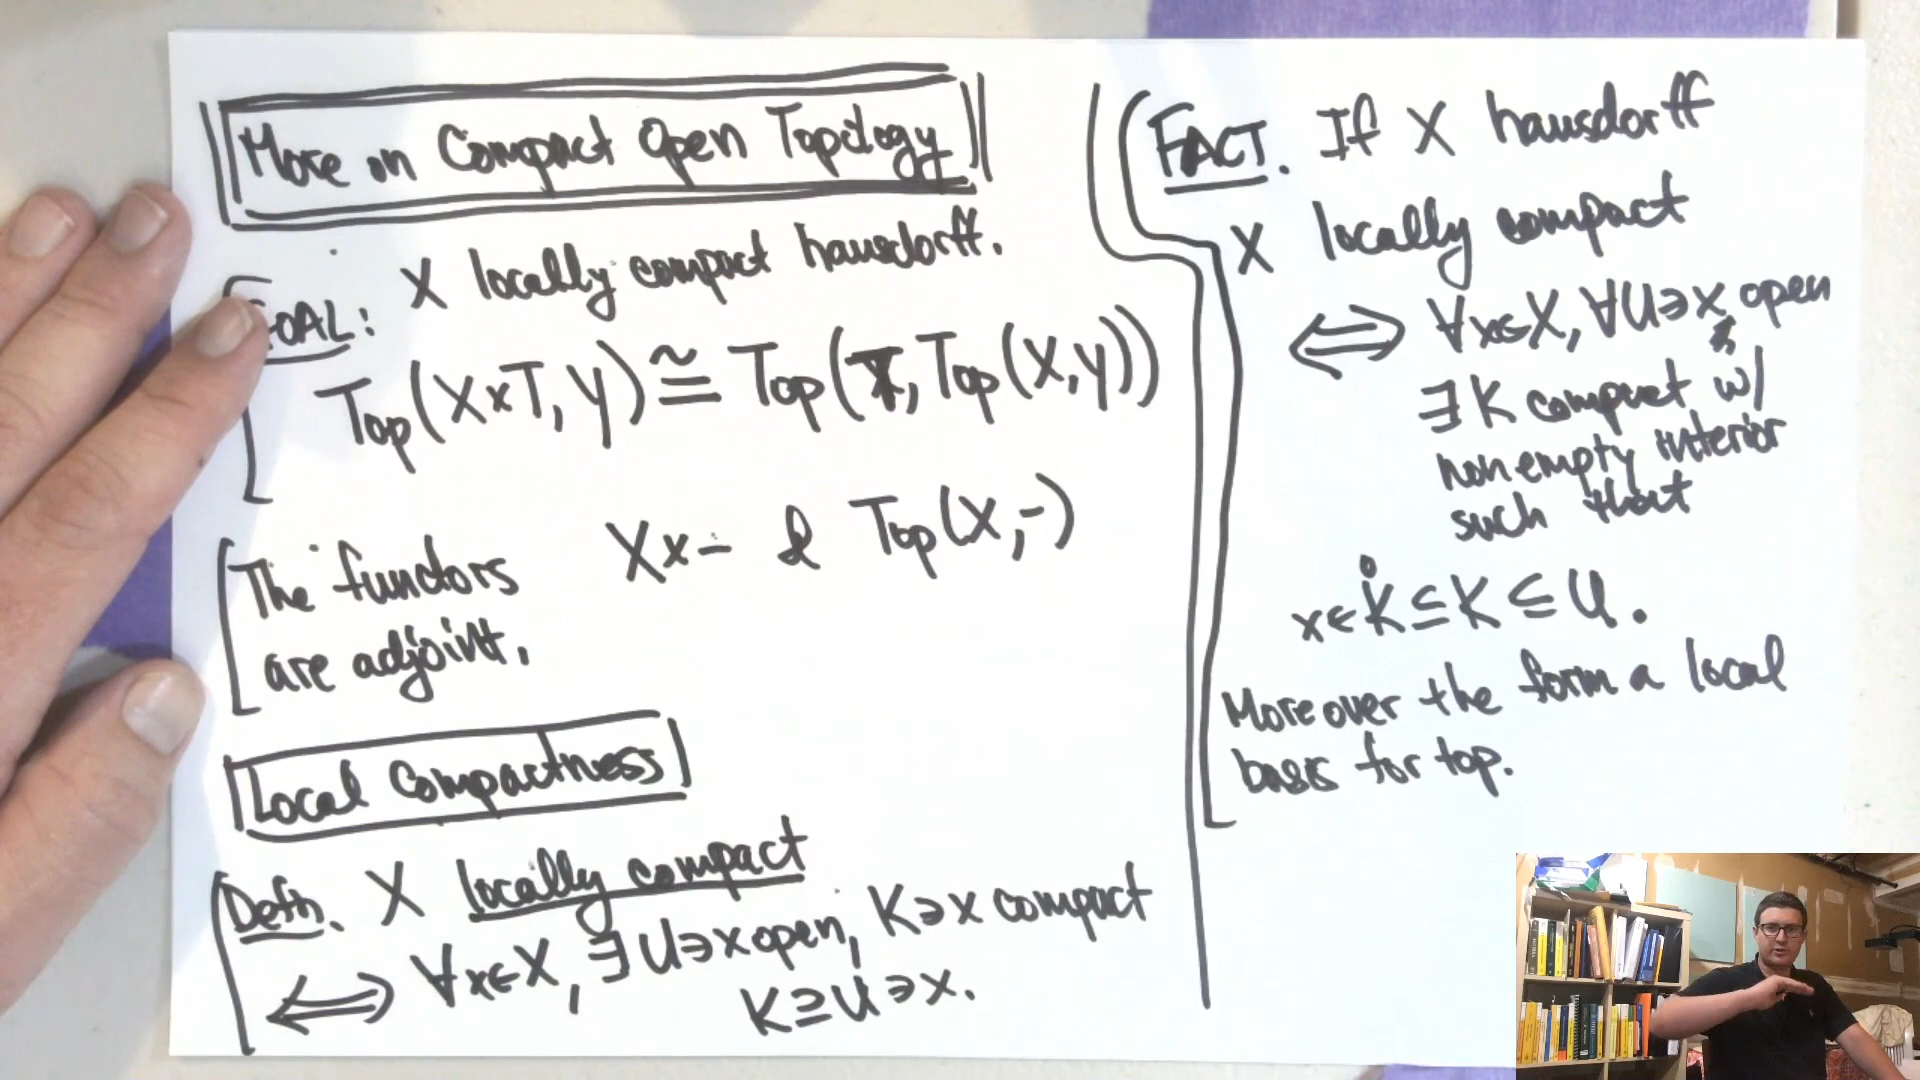 More on Compact Open Topology
GOAL: X locally compact hausdorff.
Top(X×T, Y) ≅ Top(T, Top(X,Y))
The functors X×- & Top(X,-)
are adjoint.
Local Compactness
Defn. X locally compact
⟺ ∀x∈X, ∃U∋x open, K∋x compact
K⊇U∋x.
FACT. If X hausdorff
X locally compact
⟺ ∀x∈X, ∀U∋x open
∃K compact w/
nonempty interior
such that
x∈K̊⊆K⊆U.
Moreover the form a local
basis for top.